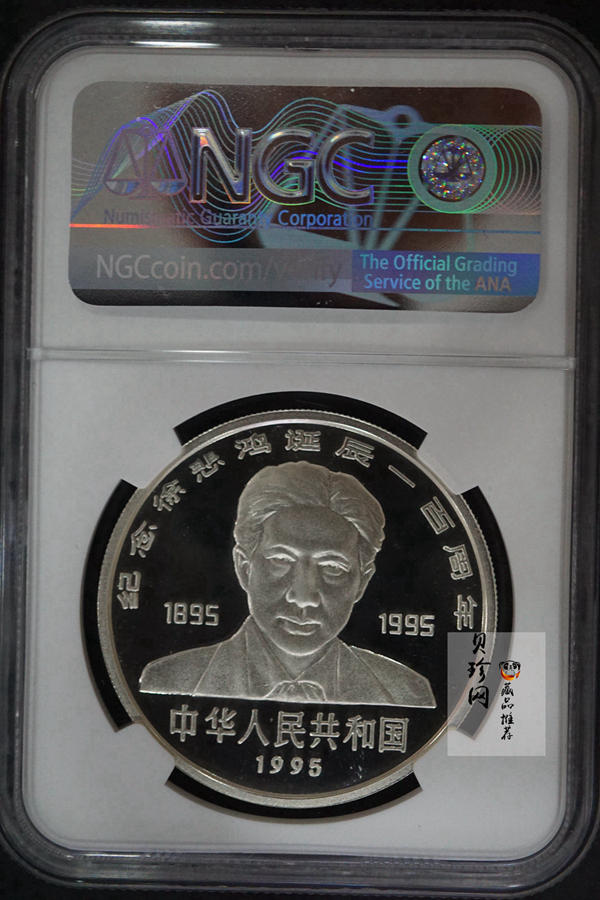 NGC
Numismatic Guaranty Corporation
NGCcoin.com/verify
The Official Grading
Service of the ANA
纪念徐悲鸿诞辰一百周年
1895
1995
中华人民共和国
1995
贝珍网
藏品推荐